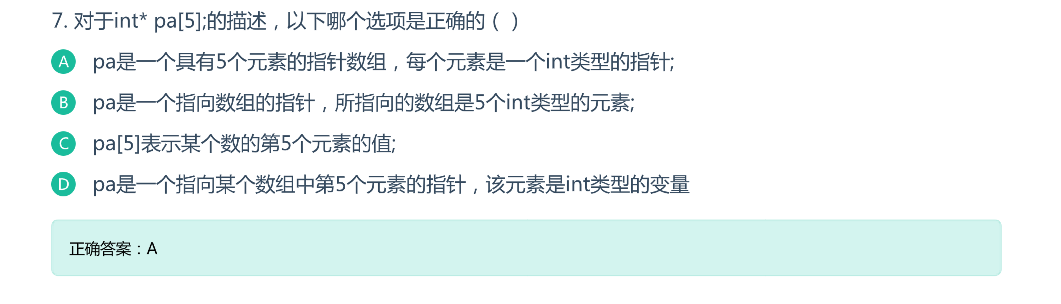 7. 对于int* pa[5];的描述，以下哪个选项是正确的（ ）
A pa是一个具有5个元素的指针数组，每个元素是一个int类型的指针;
B pa是一个指向数组的指针，所指向的数组是5个int类型的元素;
C pa[5]表示某个数的第5个元素的值;
D pa是一个指向某个数组中第5个元素的指针，该元素是int类型的变量
正确答案：A